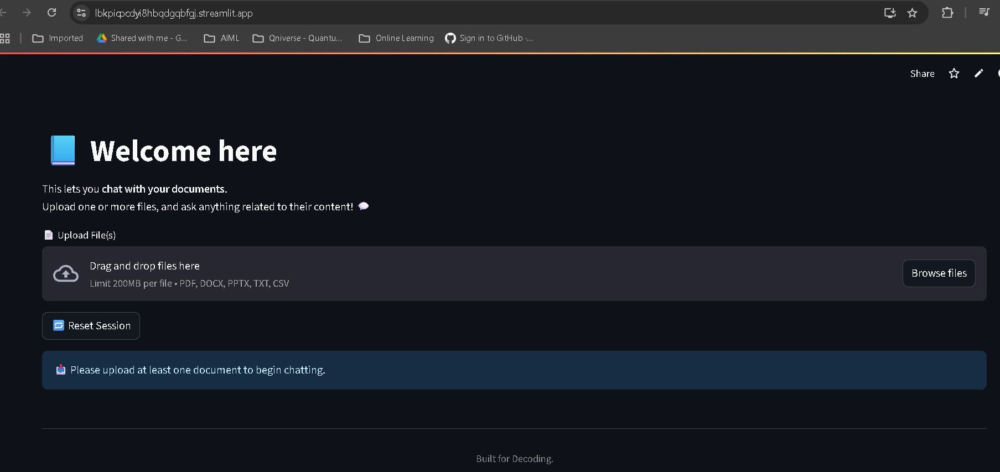 lbkpiqpcdyi8hbqdgqbfgj.streamlit.app
Imported
Shared with me - G...
AIML
Qniverse - Quantu...
Online Learning
Sign in to GitHub ·...
Share
Welcome here
This lets you chat with your documents.
Upload one or more files, and ask anything related to their content!
Upload File(s)
Drag and drop files here
Limit 200MB per file • PDF, DOCX, PPTX, TXT, CSV
Browse files
Reset Session
Please upload at least one document to begin chatting.
Built for Decoding.